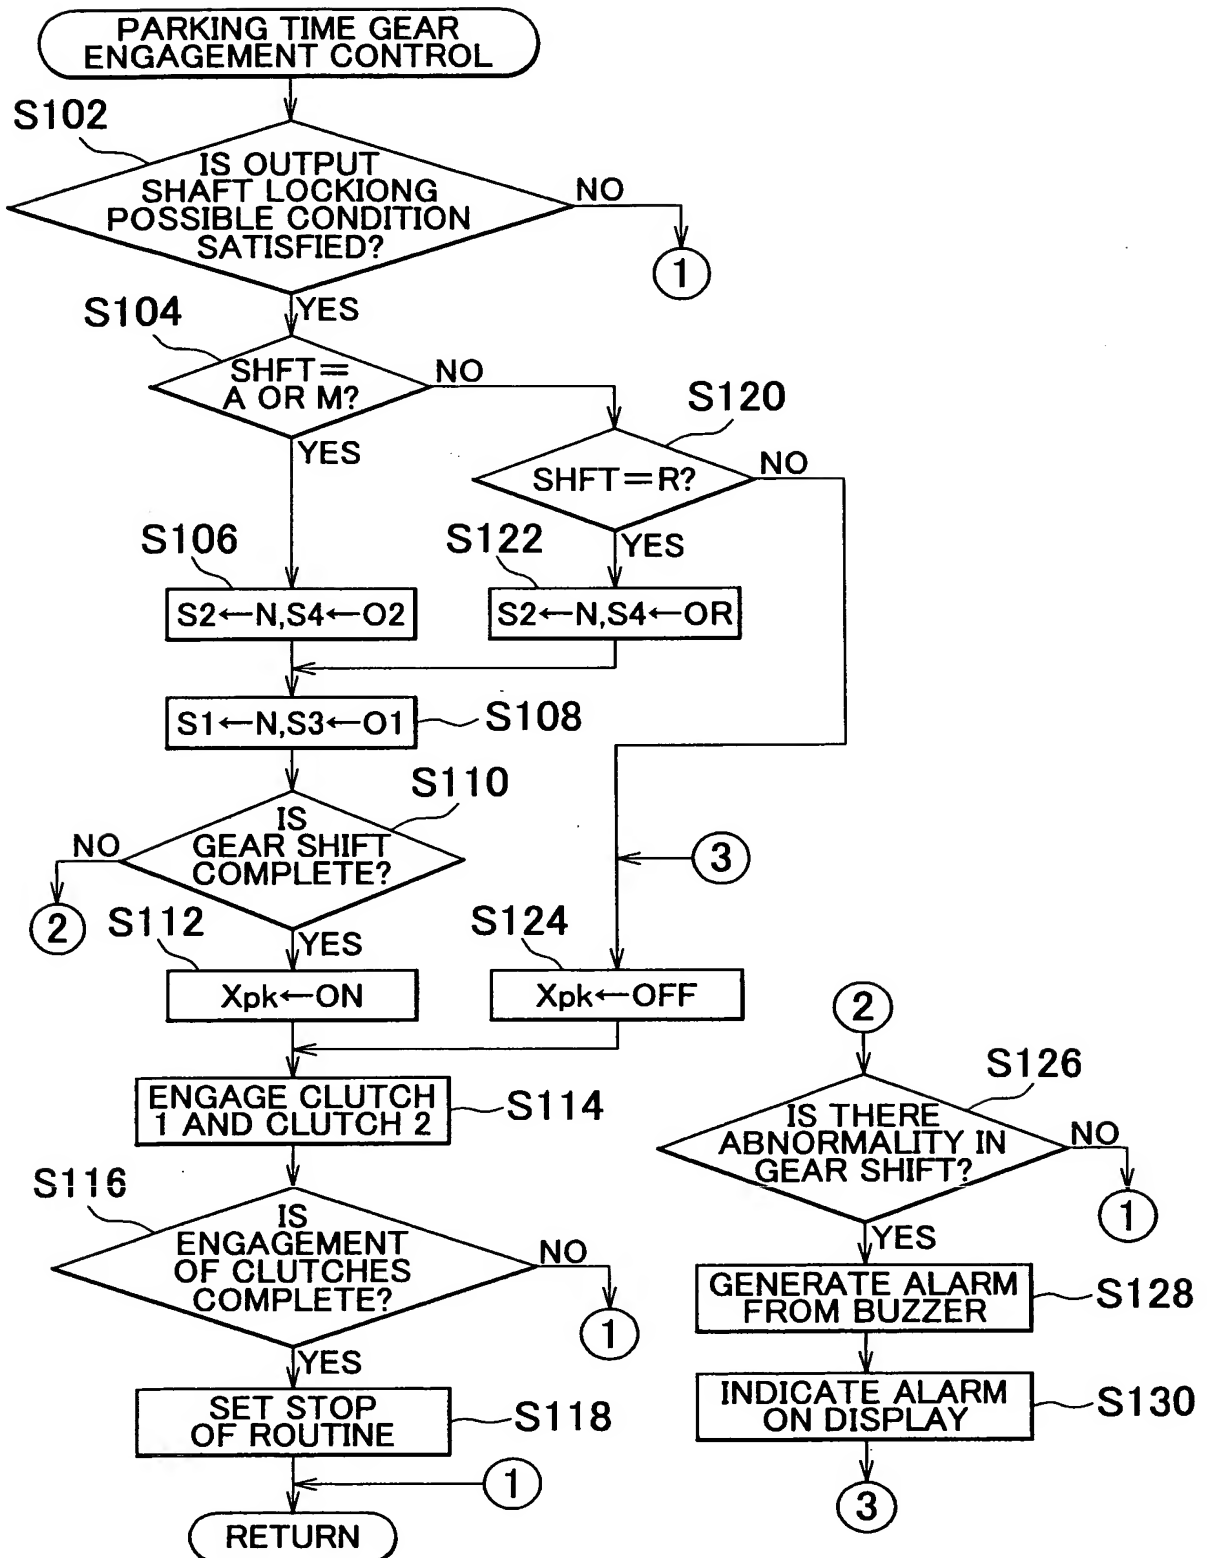 PARKING TIME GEAR
ENGAGEMENT CONTROL
S102
IS OUTPUT
SHAFT LOCKIONG
POSSIBLE CONDITION
SATISFIED?
NO
1
YES
S104
SHFT=
A OR M?
NO
YES
S120
SHFT=R?
NO
YES
S106
S2←N,S4←O2
S122
S2←N,S4←OR
S1←N,S3←O1
S108
S110
IS
GEAR SHIFT
COMPLETE?
NO
2
YES
3
S112
Xpk←ON
S124
Xpk←OFF
ENGAGE CLUTCH
1 AND CLUTCH 2
S114
S116
IS
ENGAGEMENT
OF CLUTCHES
COMPLETE?
NO
1
YES
SET STOP
OF ROUTINE
S118
1
RETURN
2
S126
IS THERE
ABNORMALITY IN
GEAR SHIFT?
NO
1
YES
GENERATE ALARM
FROM BUZZER
S128
INDICATE ALARM
ON DISPLAY
S130
3